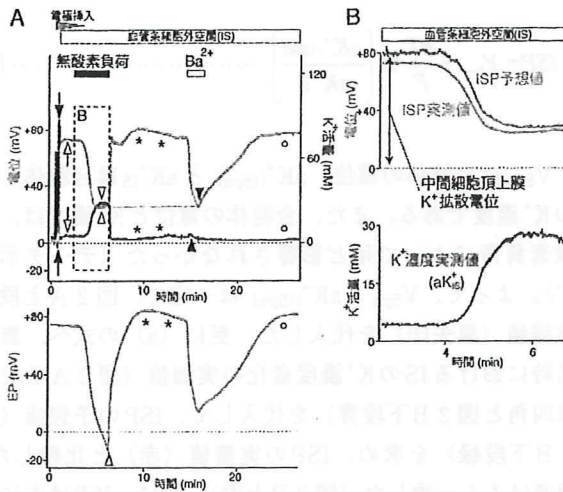 A
電極挿入
血管条細胞外空間(IS)
無酸素負荷
Ba
2+
B
電位 (mV)
+80
+40
0
-20
K⁺活量 (mM)
120
60
0
* *
0
10
20
時間 (min)
EP (mV)
+80
+40
0
-20
* *
0
10
20
時間 (min)
B
血管条細胞外空間(IS)
電位 (mV)
+80
+40
0
ISP予想値
ISP実測値
中間細胞頂上膜
K⁺拡散電位
K⁺活量 (mM)
30
15
0
K⁺濃度実測値
(aK⁺IS)
4
6
時間 (min)